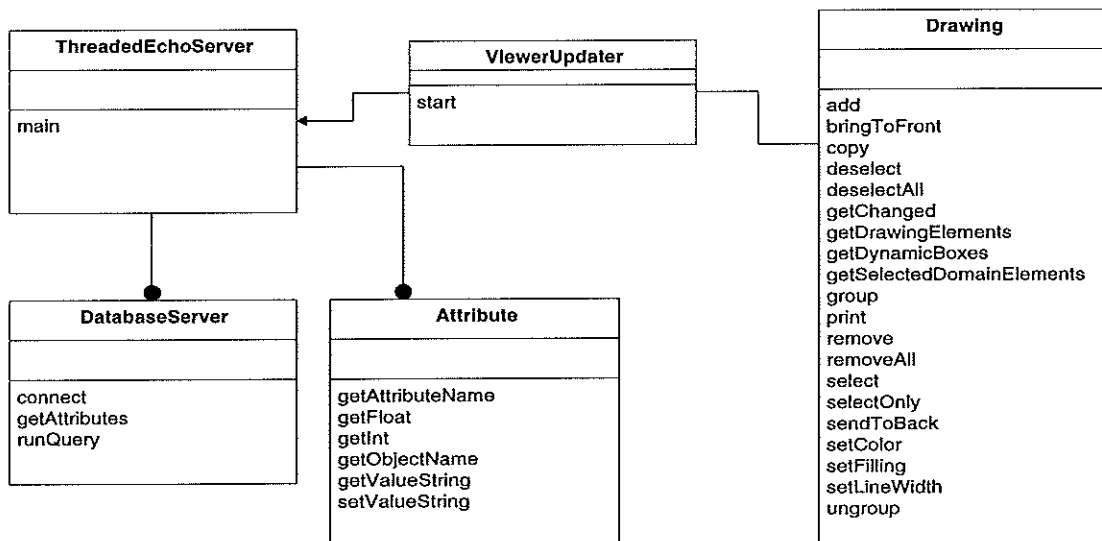 ThreadedEchoServer
main
VIewerUpdater
start
Drawing
add
bringToFront
copy
deselect
deselectAll
getChanged
getDrawingElements
getDynamicBoxes
getSelectedDomainElements
group
print
remove
removeAll
select
selectOnly
sendToBack
setColor
setFilling
setLineWidth
ungroup
DatabaseServer
connect
getAttributes
runQuery
Attribute
getAttributeName
getFloat
getInt
getObjectName
getValueString
setValueString